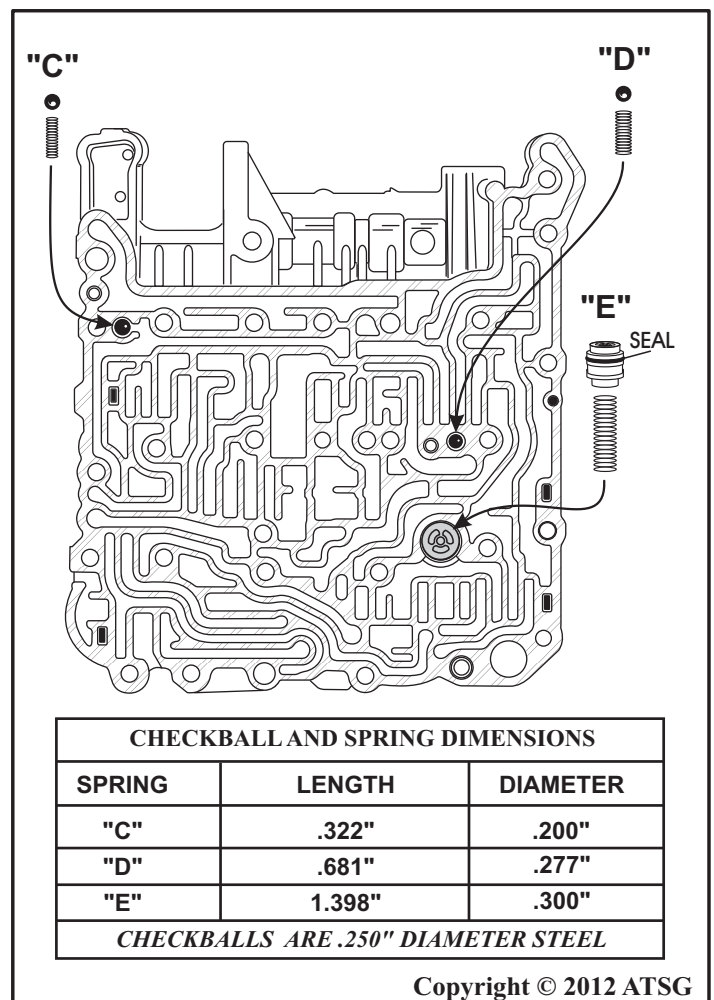 "C"
"D"
"E"
SEAL
CHECKBALL AND SPRING DIMENSIONS
SPRING LENGTH DIAMETER
"C" .322" .200"
"D" .681" .277"
"E" 1.398" .300"
CHECKBALLS ARE .250" DIAMETER STEEL
Copyright © 2012 ATSG